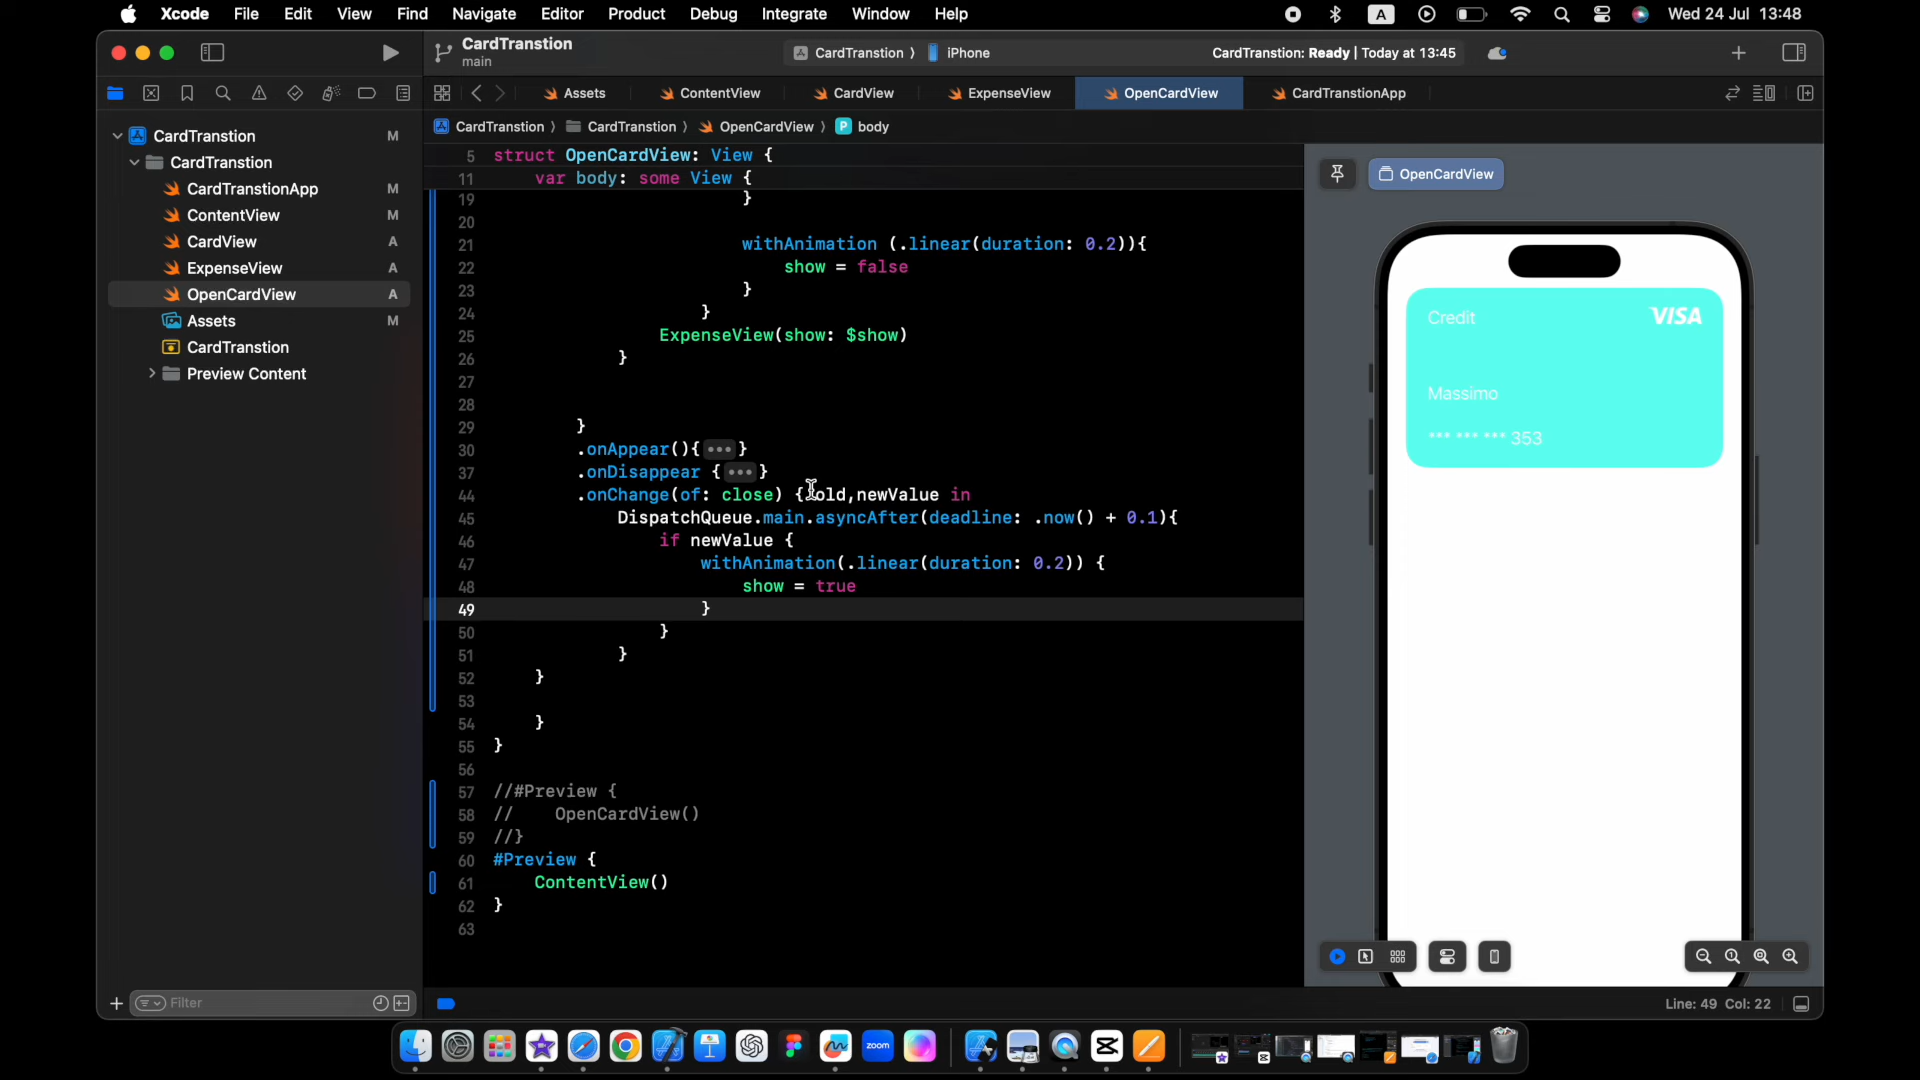 Xcode File Edit View Find Navigate Editor Product Debug Integrate Window Help A Wed 24 Jul 13:48
CardTranstion
main
CardTranstion 〉 iPhone
CardTranstion: Ready | Today at 13:45
Assets ContentView CardView ExpenseView OpenCardView CardTranstionApp
CardTranstion 〉 CardTranstion 〉 OpenCardView 〉 P body
CardTranstion M
CardTranstion
CardTranstionApp M
ContentView M
CardView A
ExpenseView A
OpenCardView A
Assets M
CardTranstion
Preview Content
5 struct OpenCardView: View {
11 var body: some View {
19 }
20
21 withAnimation (.linear(duration: 0.2)){
22 show = false
23 }
24 }
25 ExpenseView(show: $show)
26 }
27
28
29 }
30 .onAppear(){•••}
37 .onDisappear {•••}
44 .onChange(of: close) { old,newValue in
45 DispatchQueue.main.asyncAfter(deadline: .now() + 0.1){
46 if newValue {
47 withAnimation(.linear(duration: 0.2)) {
48 show = true
49 }
50 }
51 }
52 }
53
54 }
55 }
56
57 //#Preview {
58 // OpenCardView()
59 //}
60 #Preview {
61 ContentView()
62 }
63
OpenCardView
Credit VISA
Massimo
*** *** *** 353
Filter
Line: 49 Col: 22
zoom